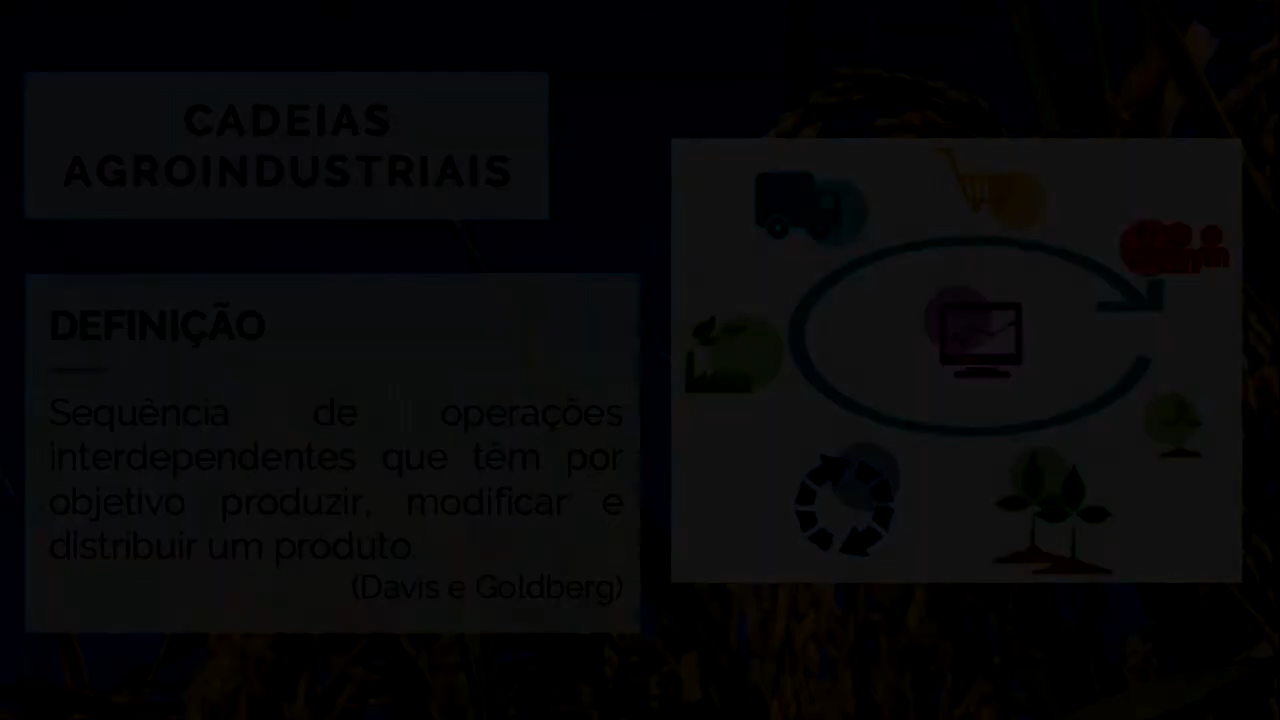 CADEIAS
AGROINDUSTRIAIS
DEFINIÇÃO
Sequência de operações
interdependentes que têm por
objetivo produzir, modificar e
distribuir um produto.
(Davis e Goldberg)